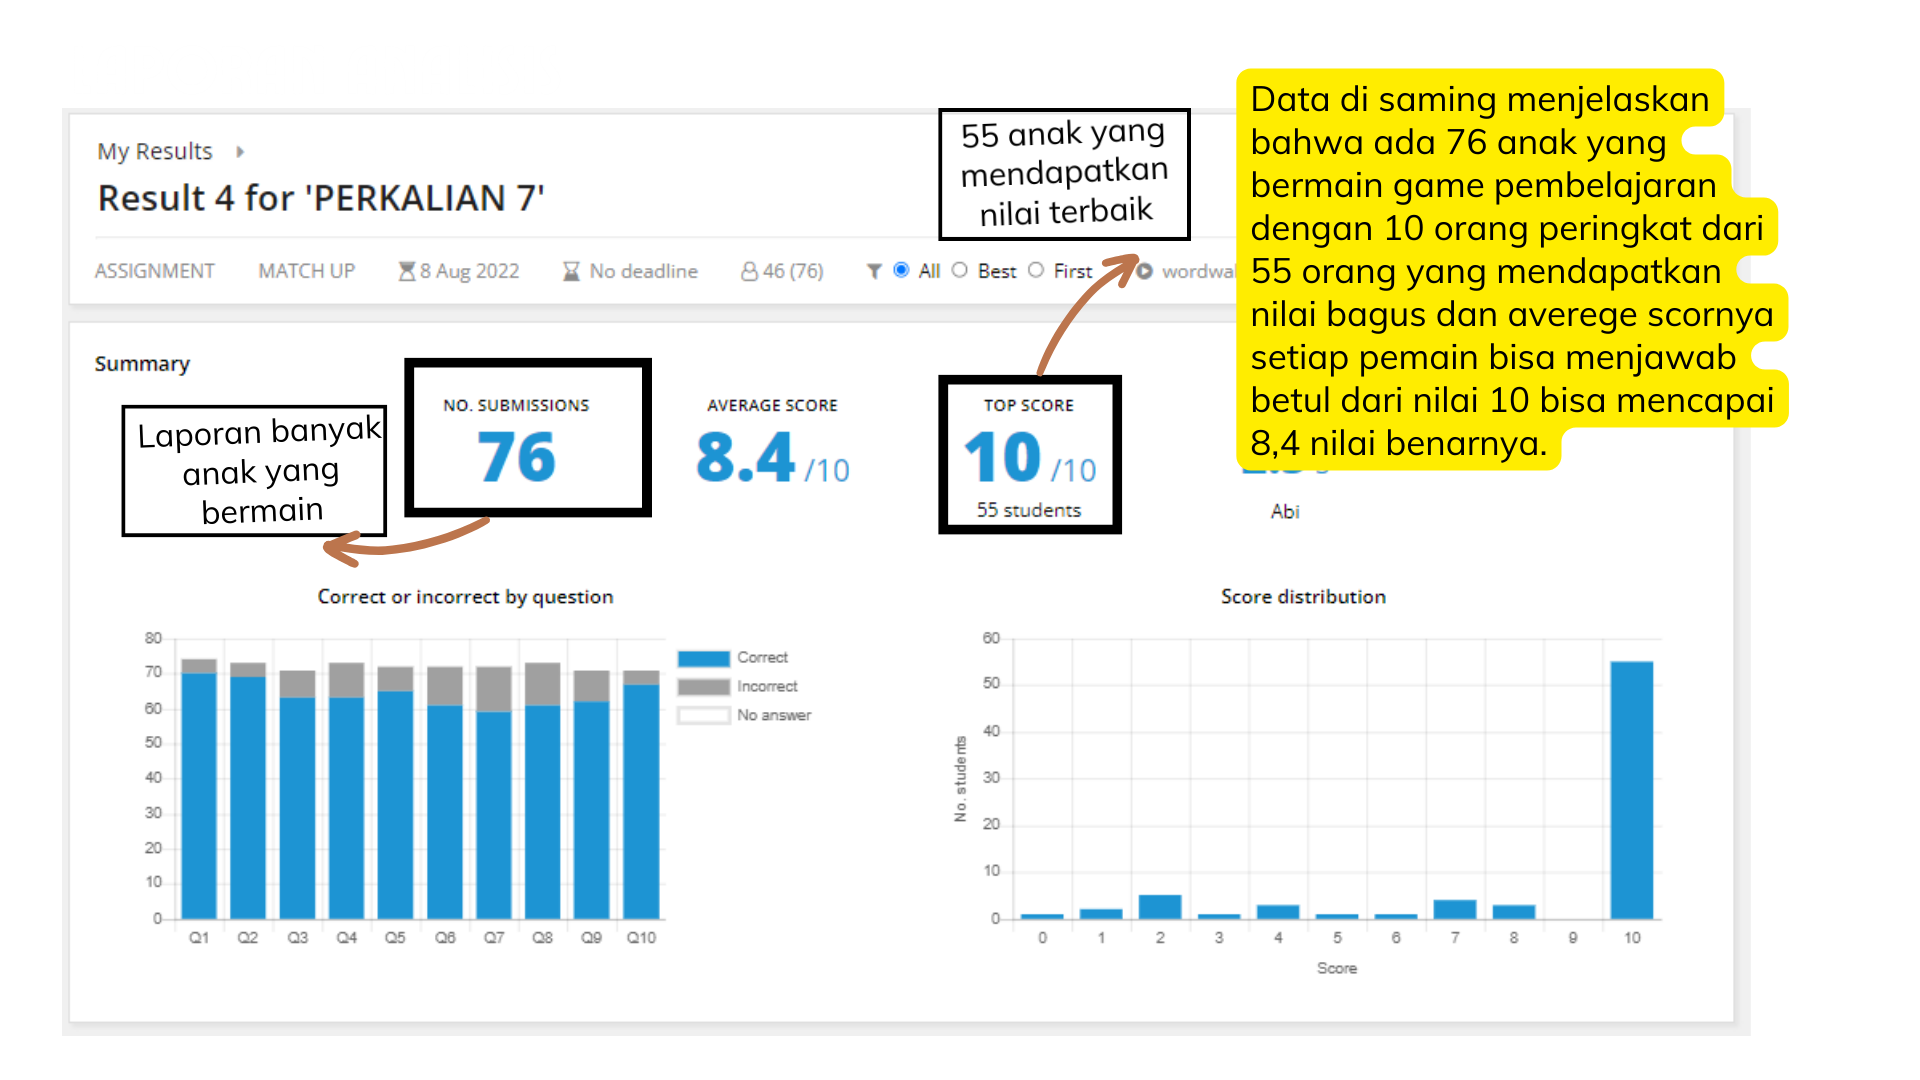 My Results
Result 4 for 'PERKALIAN 7'
ASSIGNMENT MATCH UP 8 Aug 2022 No deadline 46 (76) All Best First
55 anak yang
mendapatkan
nilai terbaik
Data di saming menjelaskan
bahwa ada 76 anak yang
bermain game pembelajaran
dengan 10 orang peringkat dari
55 orang yang mendapatkan
nilai bagus dan averege scornya
setiap pemain bisa menjawab
betul dari nilai 10 bisa mencapai
8,4 nilai benarnya.
Summary
Laporan banyak
anak yang
bermain
NO. SUBMISSIONS
76
AVERAGE SCORE
8.4 /10
TOP SCORE
10 /10
55 students
Abi
Correct or incorrect by question
80
70
60
50
40
30
20
10
0
Q1 Q2 Q3 Q4 Q5 Q6 Q7 Q8 Q9 Q10
Correct
Incorrect
No answer
Score distribution
No. students
60
50
40
30
20
10
0
0 1 2 3 4 5 6 7 8 9 10
Score